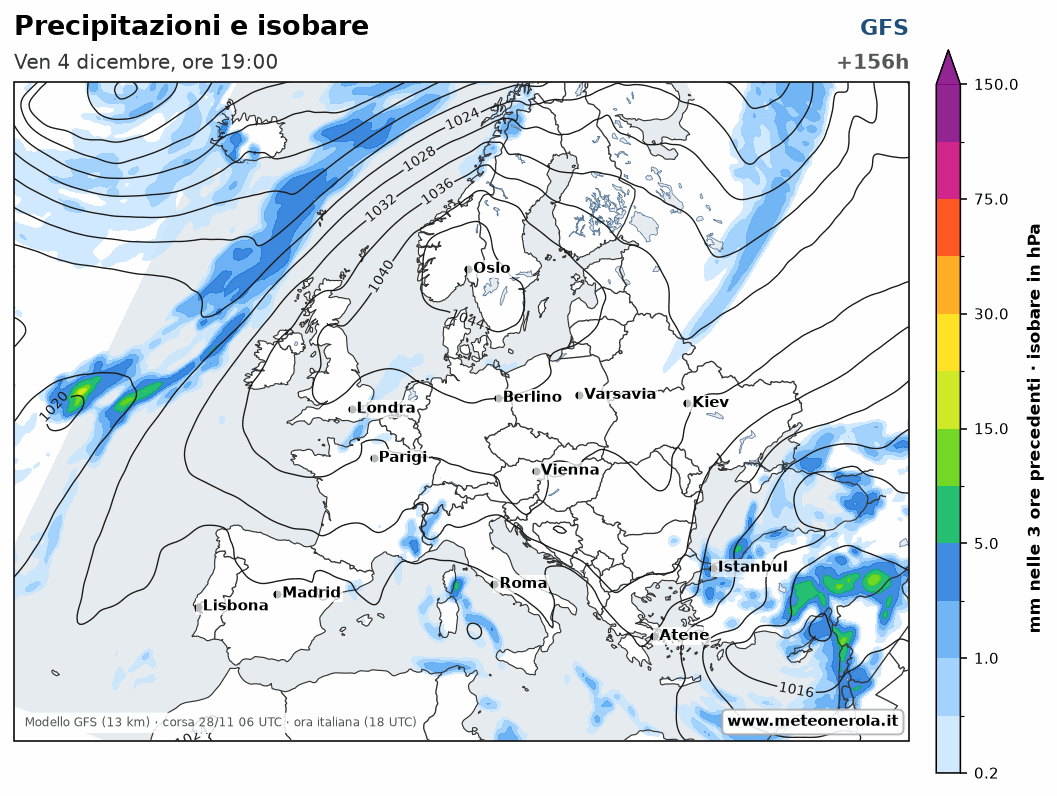 Precipitazioni e isobare
GFS
Ven 4 dicembre, ore 19:00
+156h
150.0
75.0
30.0
15.0
5.0
1.0
0.2
mm nelle 3 ore precedenti · isobare in hPa
1024
1028
1036
1032
1040
1044
1020
1016
Oslo
Berlino
Varsavia
Kiev
Londra
Parigi
Vienna
Istanbul
Roma
Madrid
Lisbona
Atene
Modello GFS (13 km) · corsa 28/11 06 UTC · ora italiana (18 UTC)
www.meteonerola.it